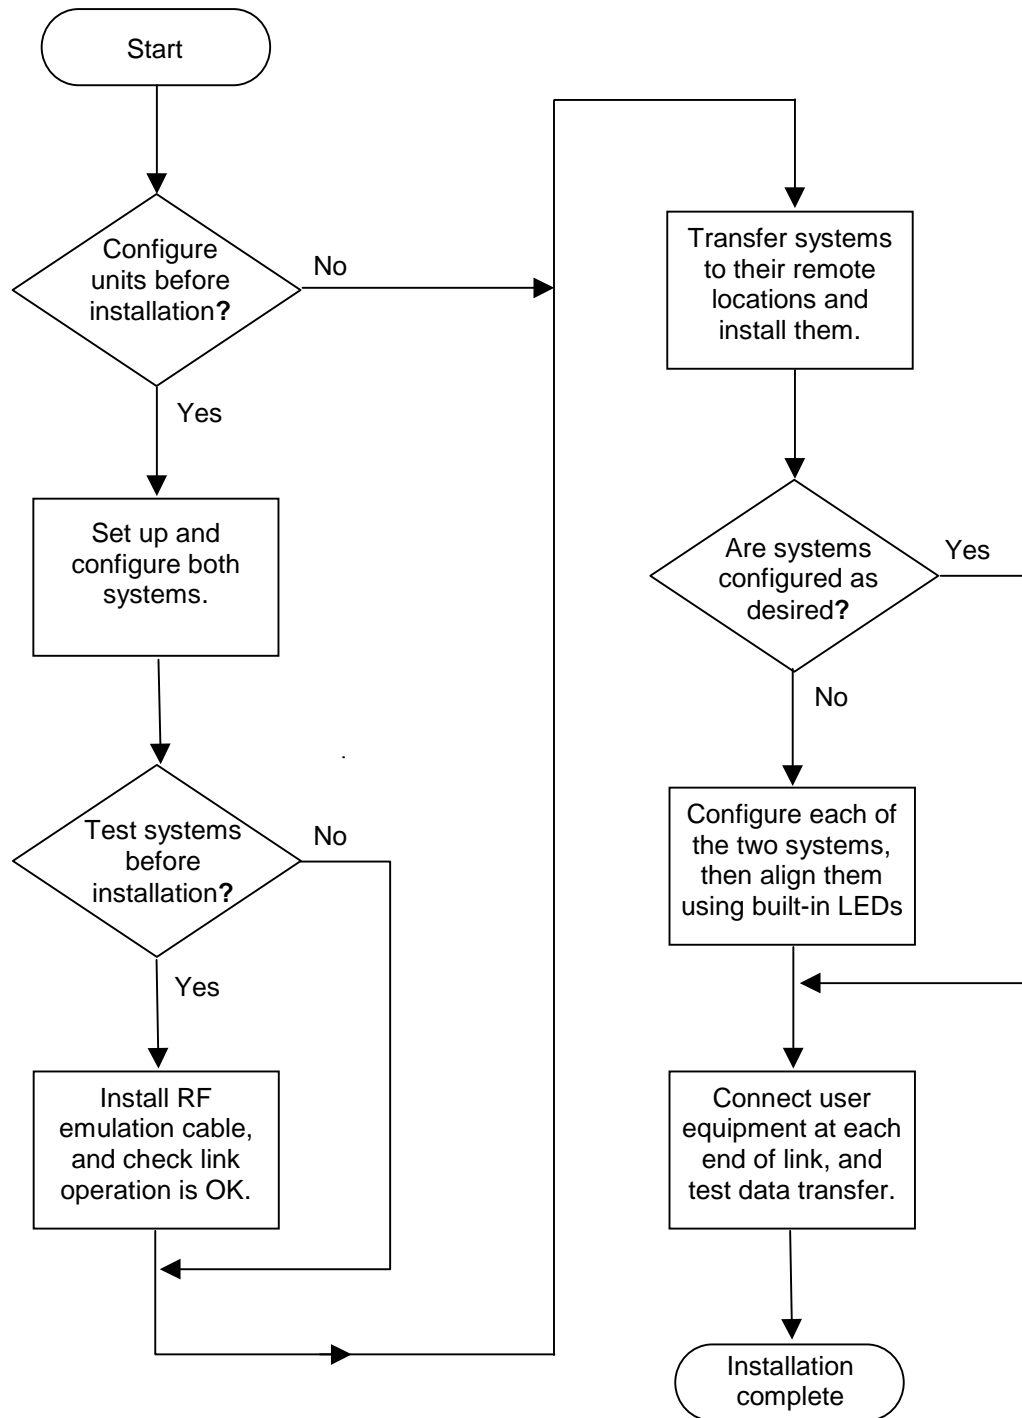 Start
Configure
units before
installation?
No
Yes
Set up and
configure both
systems.
Test systems
before
installation?
No
Yes
Install RF
emulation cable,
and check link
operation is OK.
Transfer systems
to their remote
locations and
install them.
Are systems
configured as
desired?
Yes
No
Configure each of
the two systems,
then align them
using built-in LEDs
Connect user
equipment at each
end of link, and
test data transfer.
Installation
complete